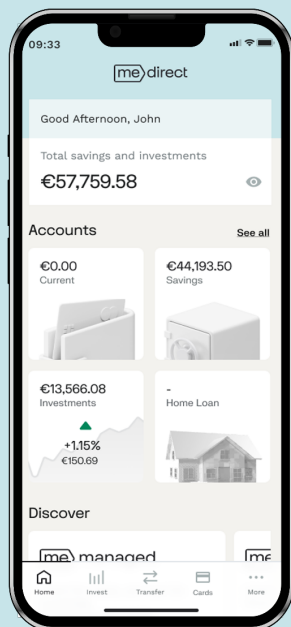 09:33
me direct
Good Afternoon, John
Total savings and investments
€57,759.58
Accounts
See all
€0.00
Current
€44,193.50
Savings
€13,566.08
Investments
+1.15%
€150.69
-
Home Loan
Discover
me managed
me
Home
Invest
Transfer
Cards
More